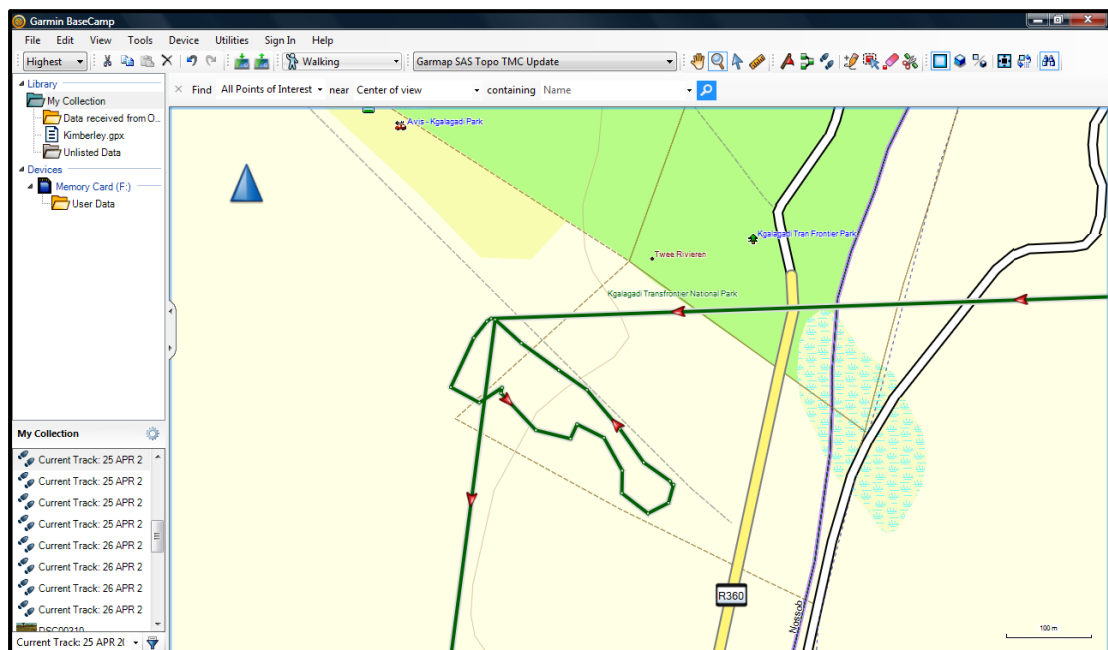 Garmin BaseCamp
File Edit View Tools Device Utilities Sign In Help
Highest Walking Garmap SAS Topo TMC Update
Library
My Collection
Data received from O...
Kimberley.gpx
Unlisted Data
Devices
Memory Card (F:)
User Data
Find All Points of Interest near Center of view containing Name
Avis - Kgalagadi Park
Kgalagadi Tran Frontier Park
Twee Rivieren
Kgalagadi Transfrontier National Park
R360
Nossob
100 m
My Collection
Current Track: 25 APR 2
Current Track: 25 APR 2
Current Track: 25 APR 2
Current Track: 25 APR 2
Current Track: 26 APR 2
Current Track: 26 APR 2
Current Track: 26 APR 2
Current Track: 26 APR 2
DSC00310
Current Track: 25 APR 20